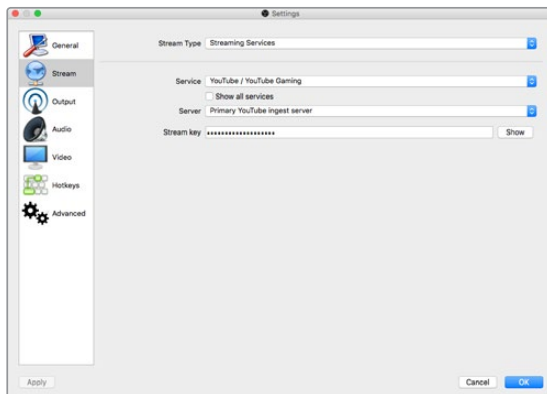 Settings
General
Stream
Output
Audio
Video
Hotkeys
Advanced
Stream Type Streaming Services
Service YouTube / YouTube Gaming
Show all services
Server Primary YouTube ingest server
Stream key ••••••••••••••••••• Show
Apply Cancel OK